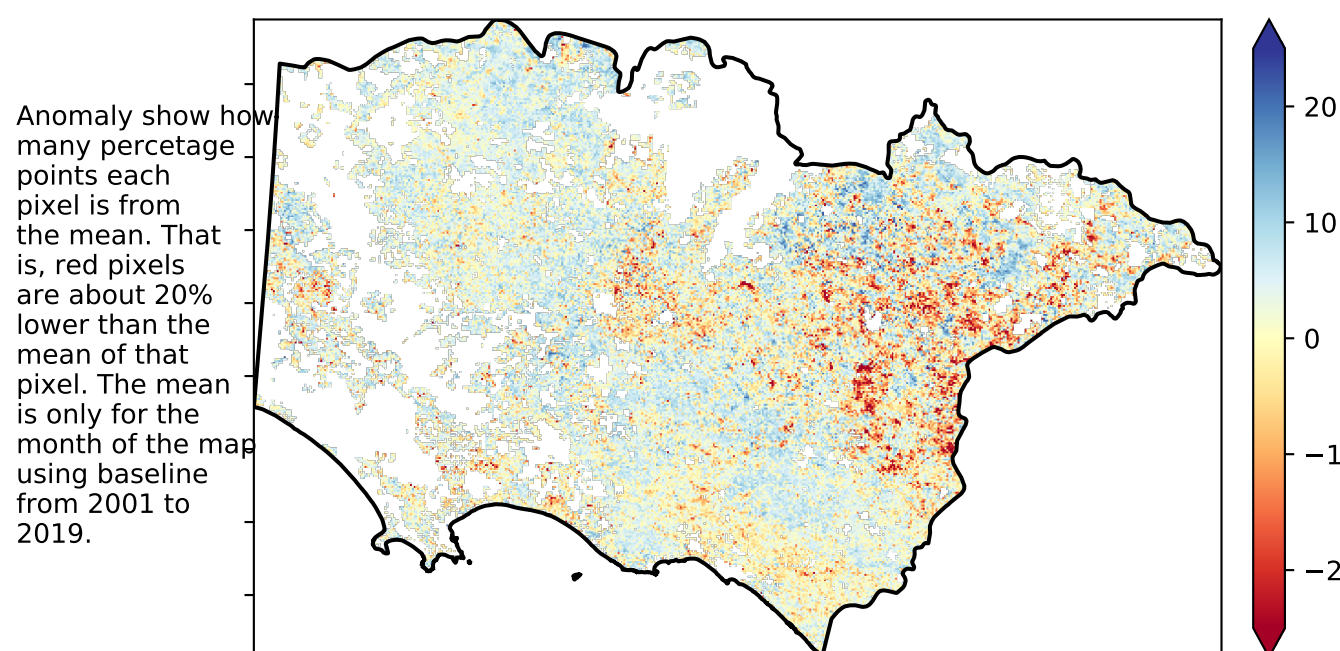 Anomaly show how
many percetage
points each
pixel is from
the mean. That
is, red pixels
are about 20%
lower than the
mean of that
pixel. The mean
is only for the
month of the map
using baseline
from 2001 to
2019.
20
10
0
−1
−2